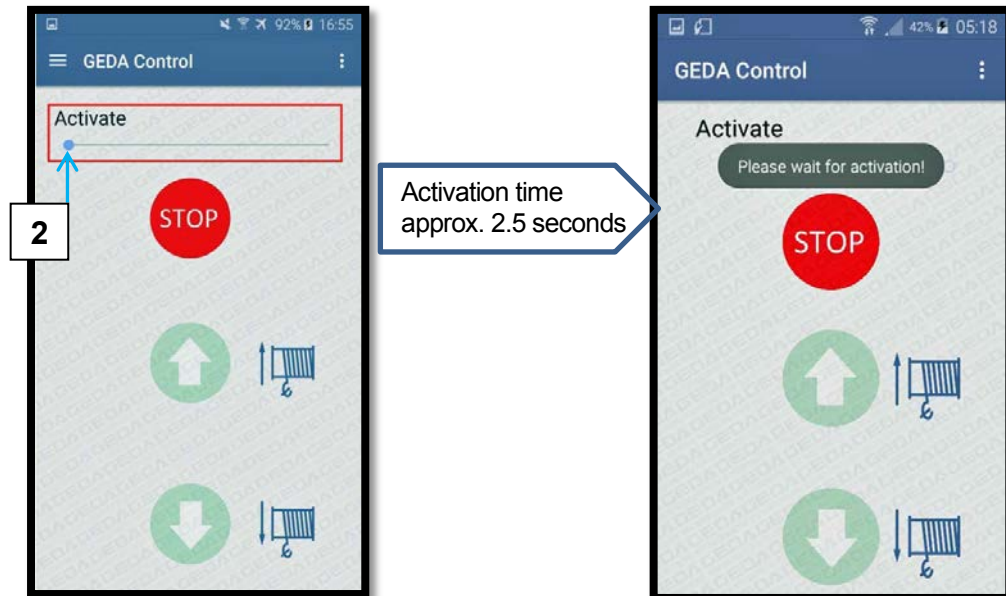 92% 16:55
GEDA Control
Activate
2
STOP
Activation time
approx. 2.5 seconds
42% 05:18
GEDA Control
Activate
Please wait for activation!
STOP